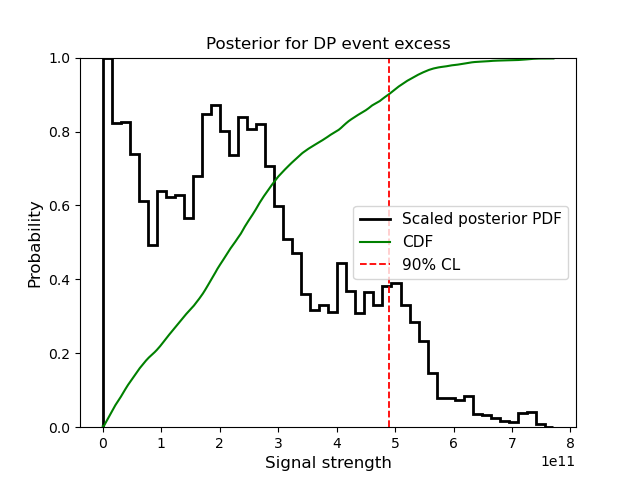 Posterior for DP event excess
1.0
0.8
0.6
0.4
0.2
0.0
Probability
Scaled posterior PDF
CDF
90% CL
0 1 2 3 4 5 6 7 8
1e11
Signal strength